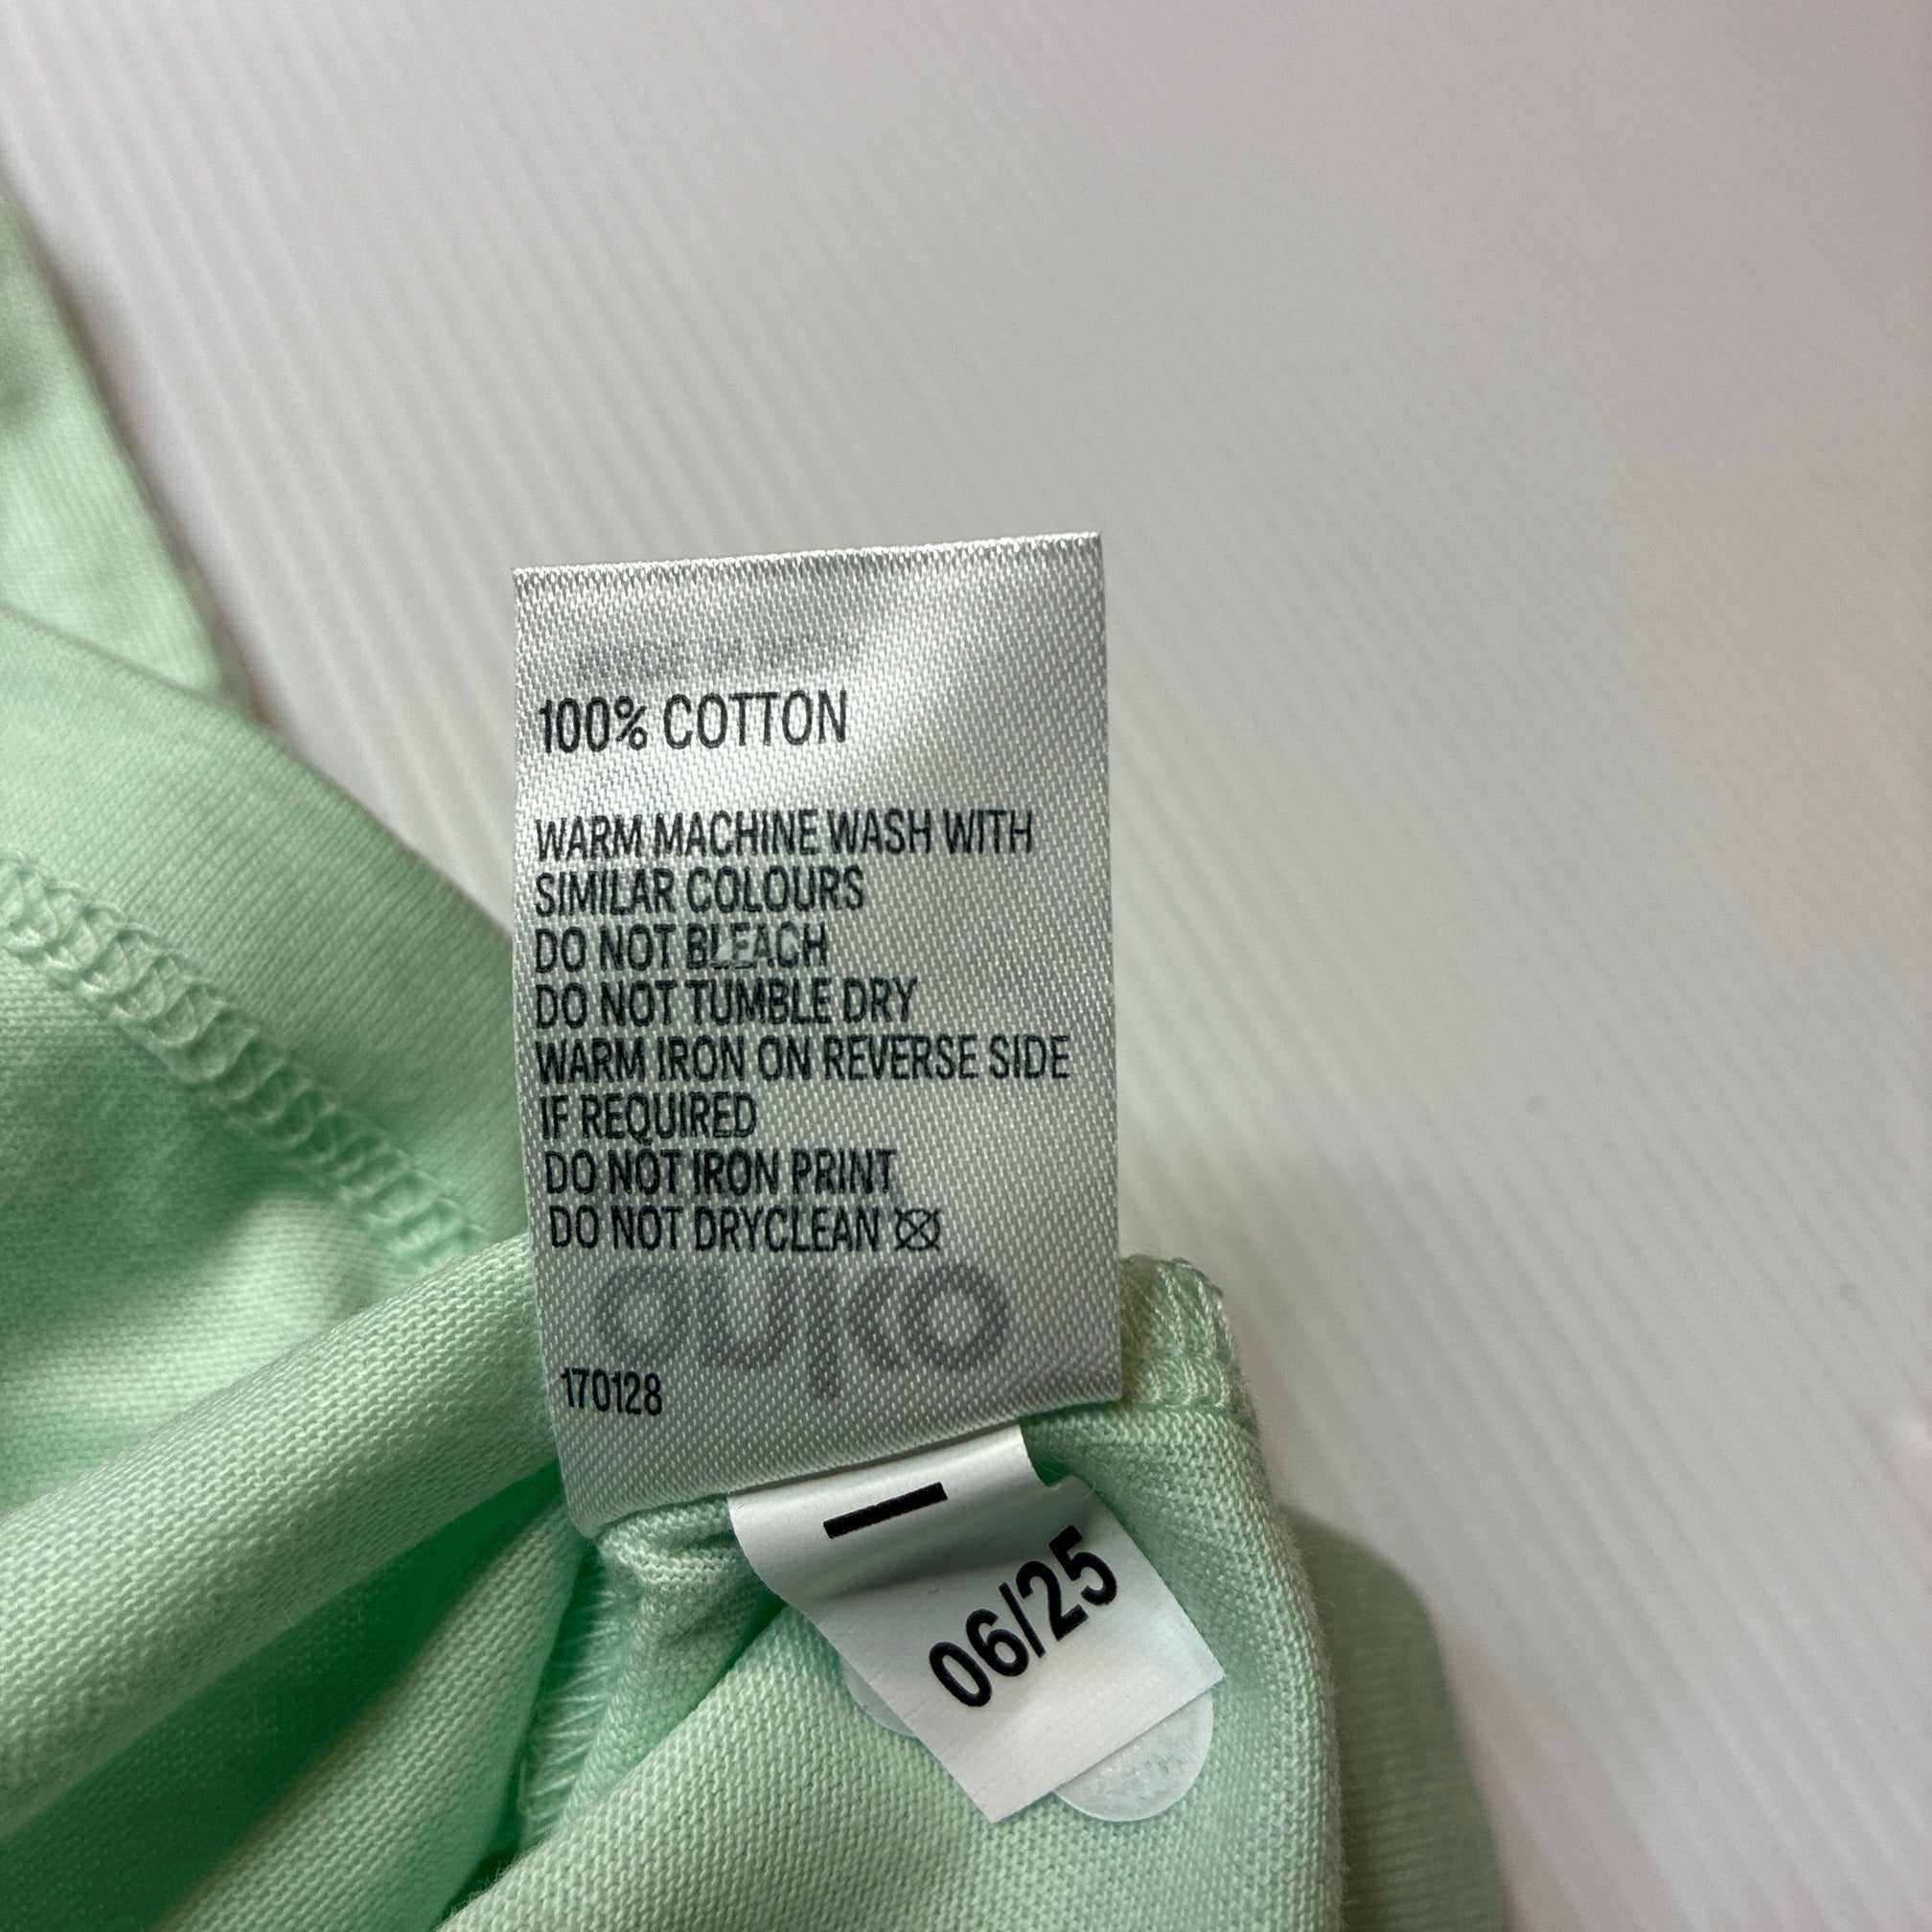 100% COTTON
WARM MACHINE WASH WITH
SIMILAR COLOURS
DO NOT BLEACH
DO NOT TUMBLE DRY
WARM IRON ON REVERSE SIDE
IF REQUIRED
DO NOT IRON PRINT
DO NOT DRYCLEAN
170128
06/25